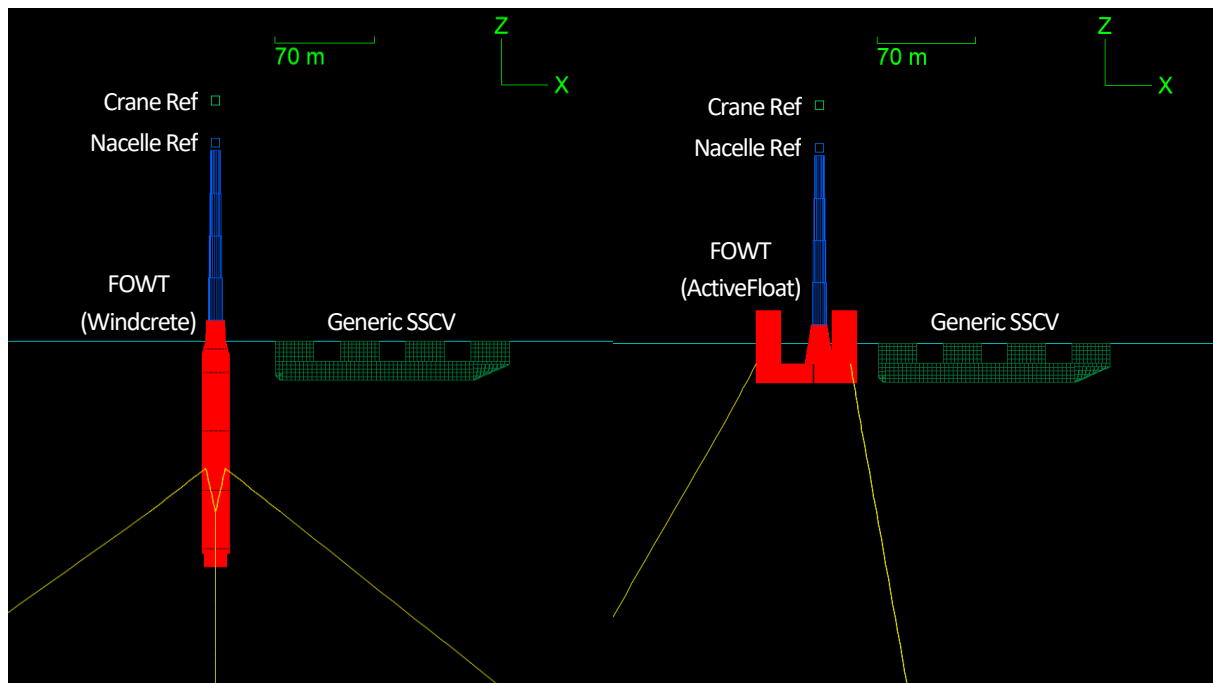 Z
70 m
X
Crane Ref
Nacelle Ref
FOWT
(Windcrete)
Generic SSCV
Z
70 m
X
Crane Ref
Nacelle Ref
FOWT
(ActiveFloat)
Generic SSCV